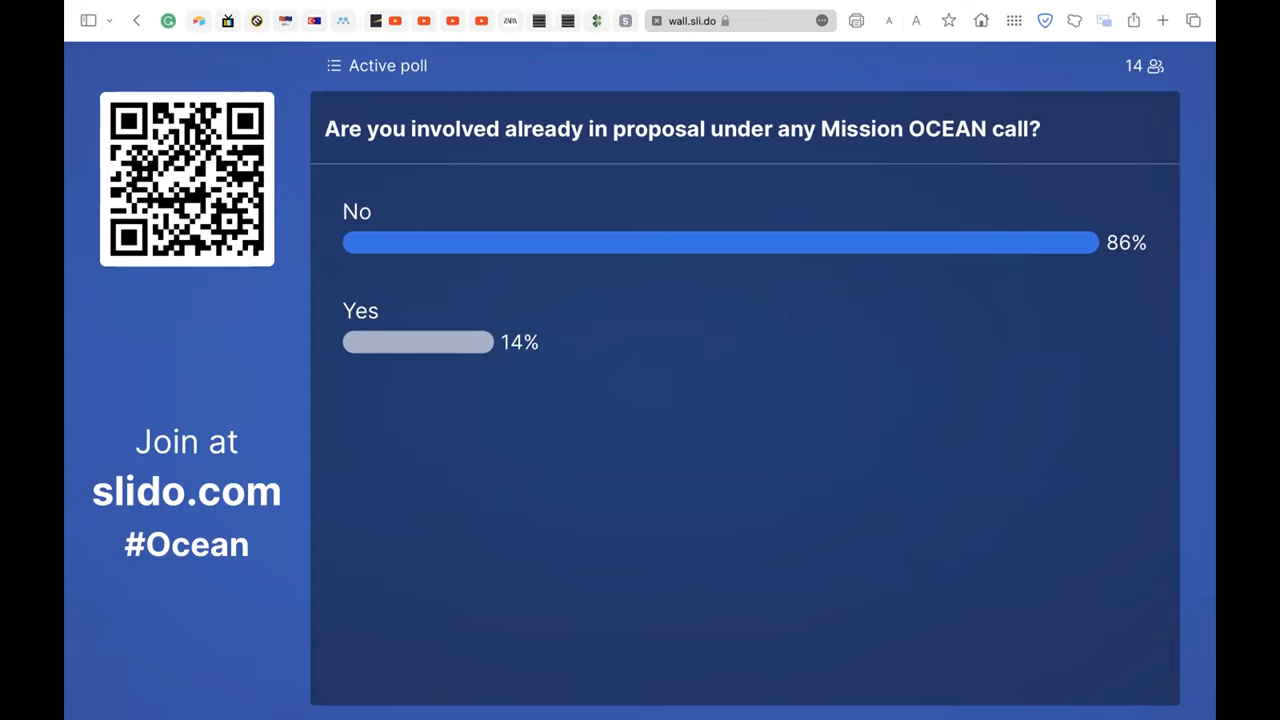 ZARA
S
wall.sli.do
A
A
Active poll
14
Are you involved already in proposal under any Mission OCEAN call?
No
86%
Yes
14%
Join at
slido.com
#Ocean